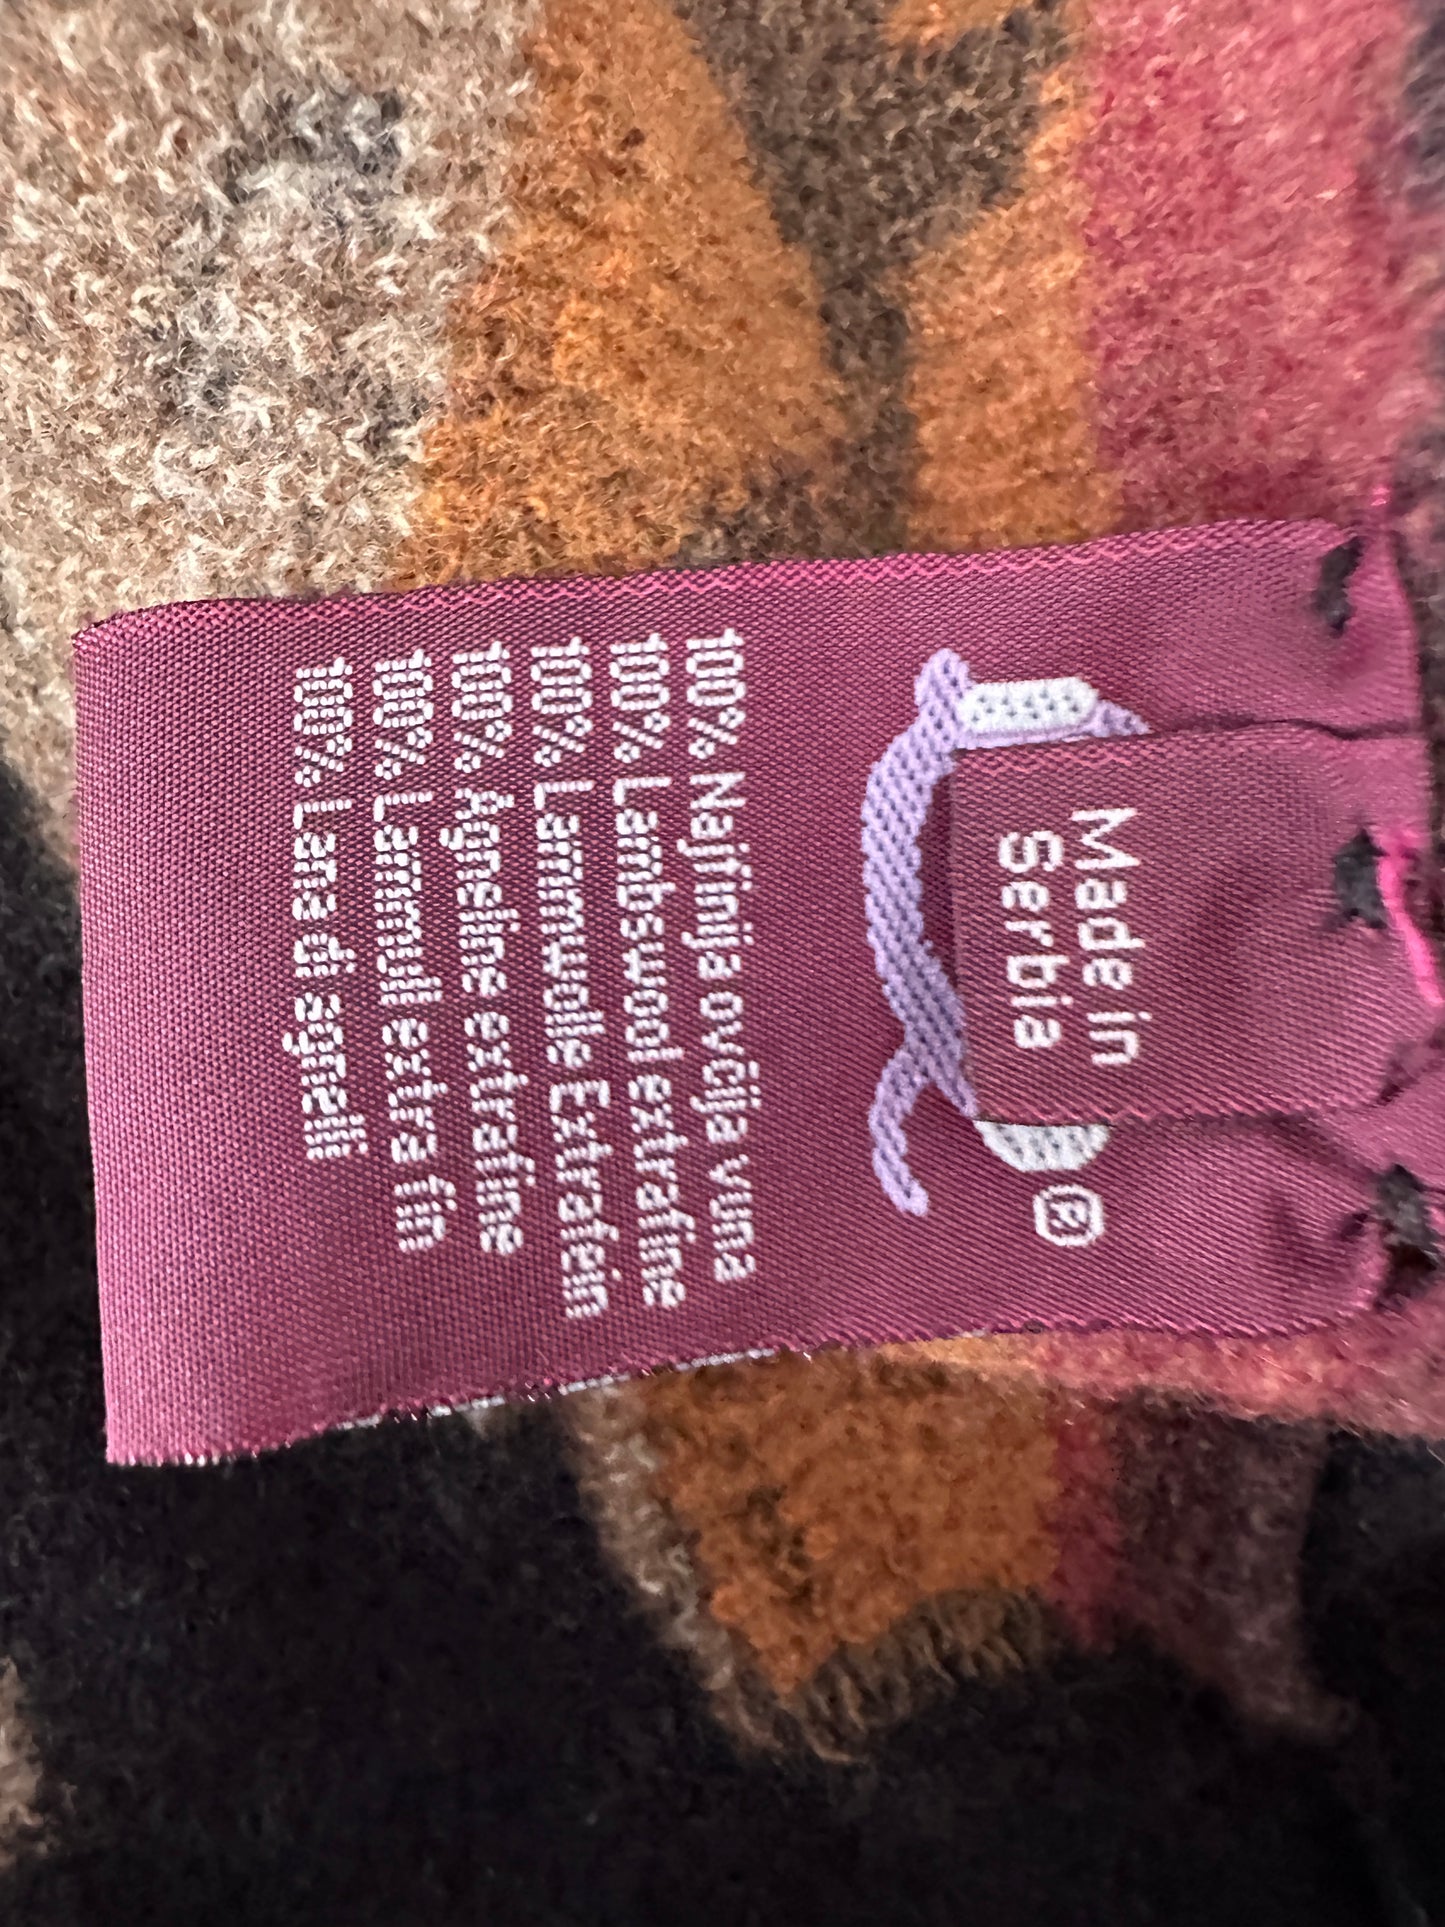 Made in
Serbia
®
100% Najfinija ovčija vuna
100% Lambswool extrafine
100% Lammwolle Extrafein
100% Agneline extrafine
100% Lammull extra fin
100% Lana di agnelli